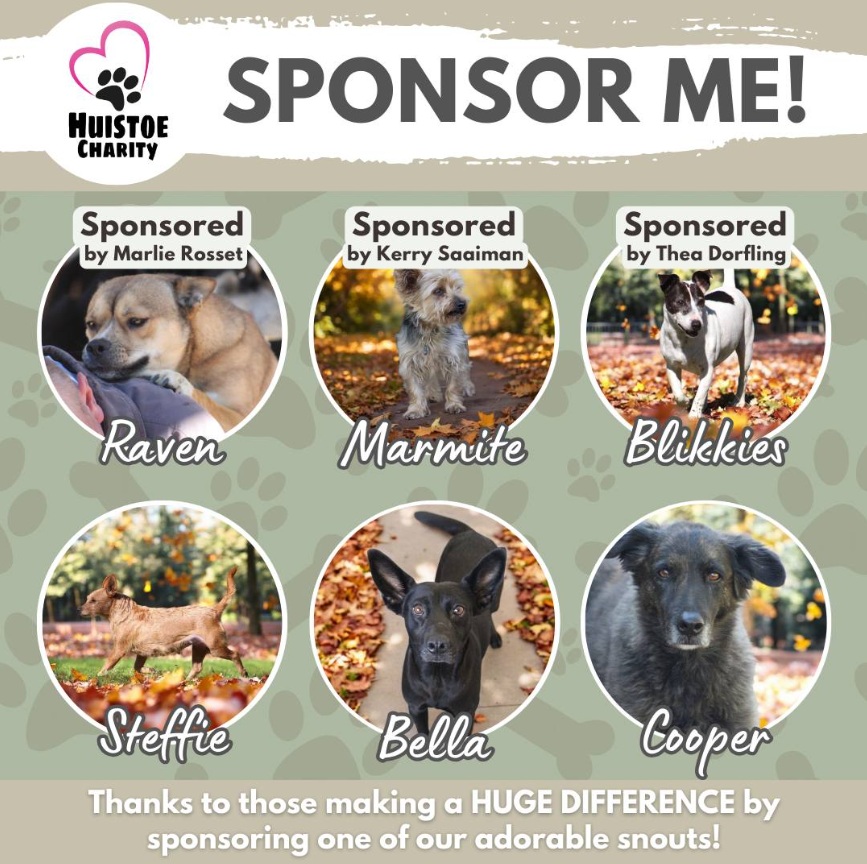 HUISTOE
CHARITY
SPONSOR ME!
Sponsored
by Marlie Rosset
Sponsored
by Kerry Saaiman
Sponsored
by Thea Dorfling
Raven
Marmite
Blikkies
Steffie
Bella
Cooper
Thanks to those making a HUGE DIFFERENCE by
sponsoring one of our adorable snouts!